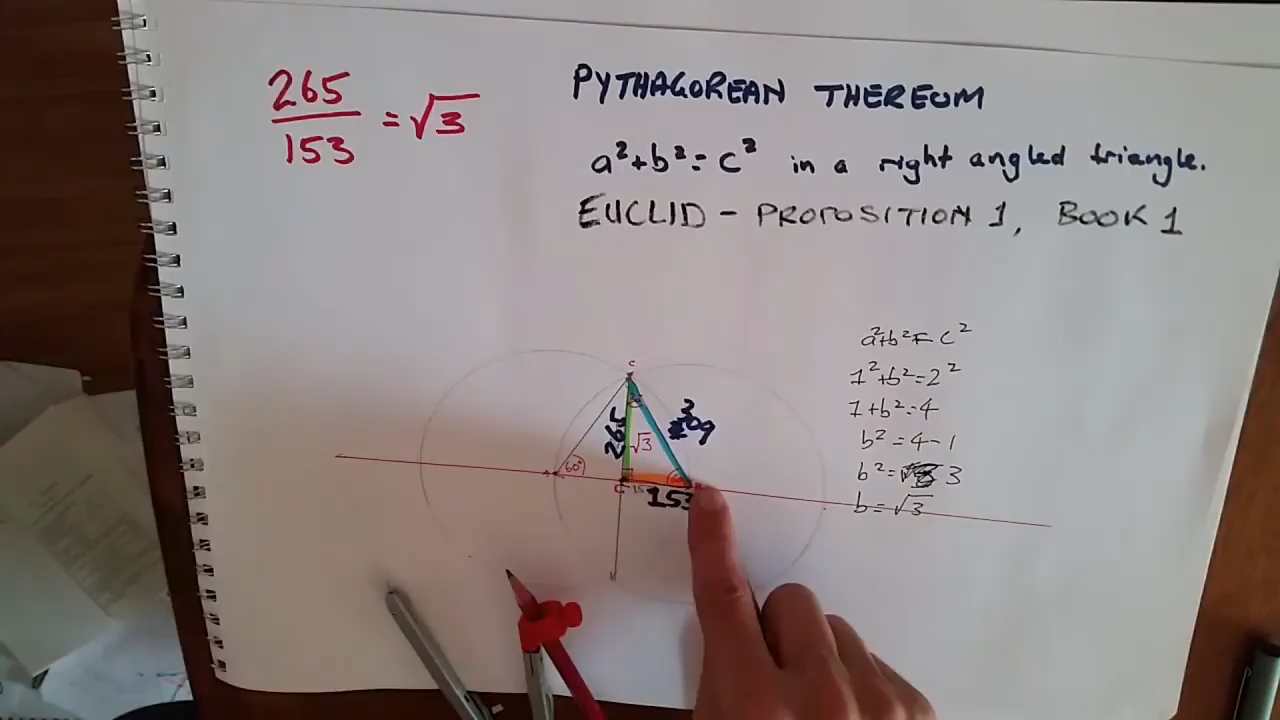 265
153
=√3
PYTHAGOREAN THEREUM
a²+b²=c² in a right angled triangle.
EUCLID - PROPOSITION 1, BOOK 1
a²+b²=c²
1²+b²=2²
1+b²=4
b²=4-1
b²= 3
b=√3
C
265
√3
60°
153